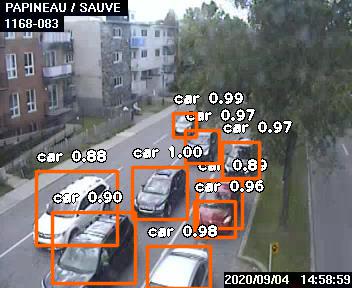 PAPINEAU / SAUVE
1168-083
car 0.99
car 0.97
car 0.97
car 1.00
car 0.89
car 0.88
car 0.96
car 0.90
car 0.98
2020/09/04 14:58:59